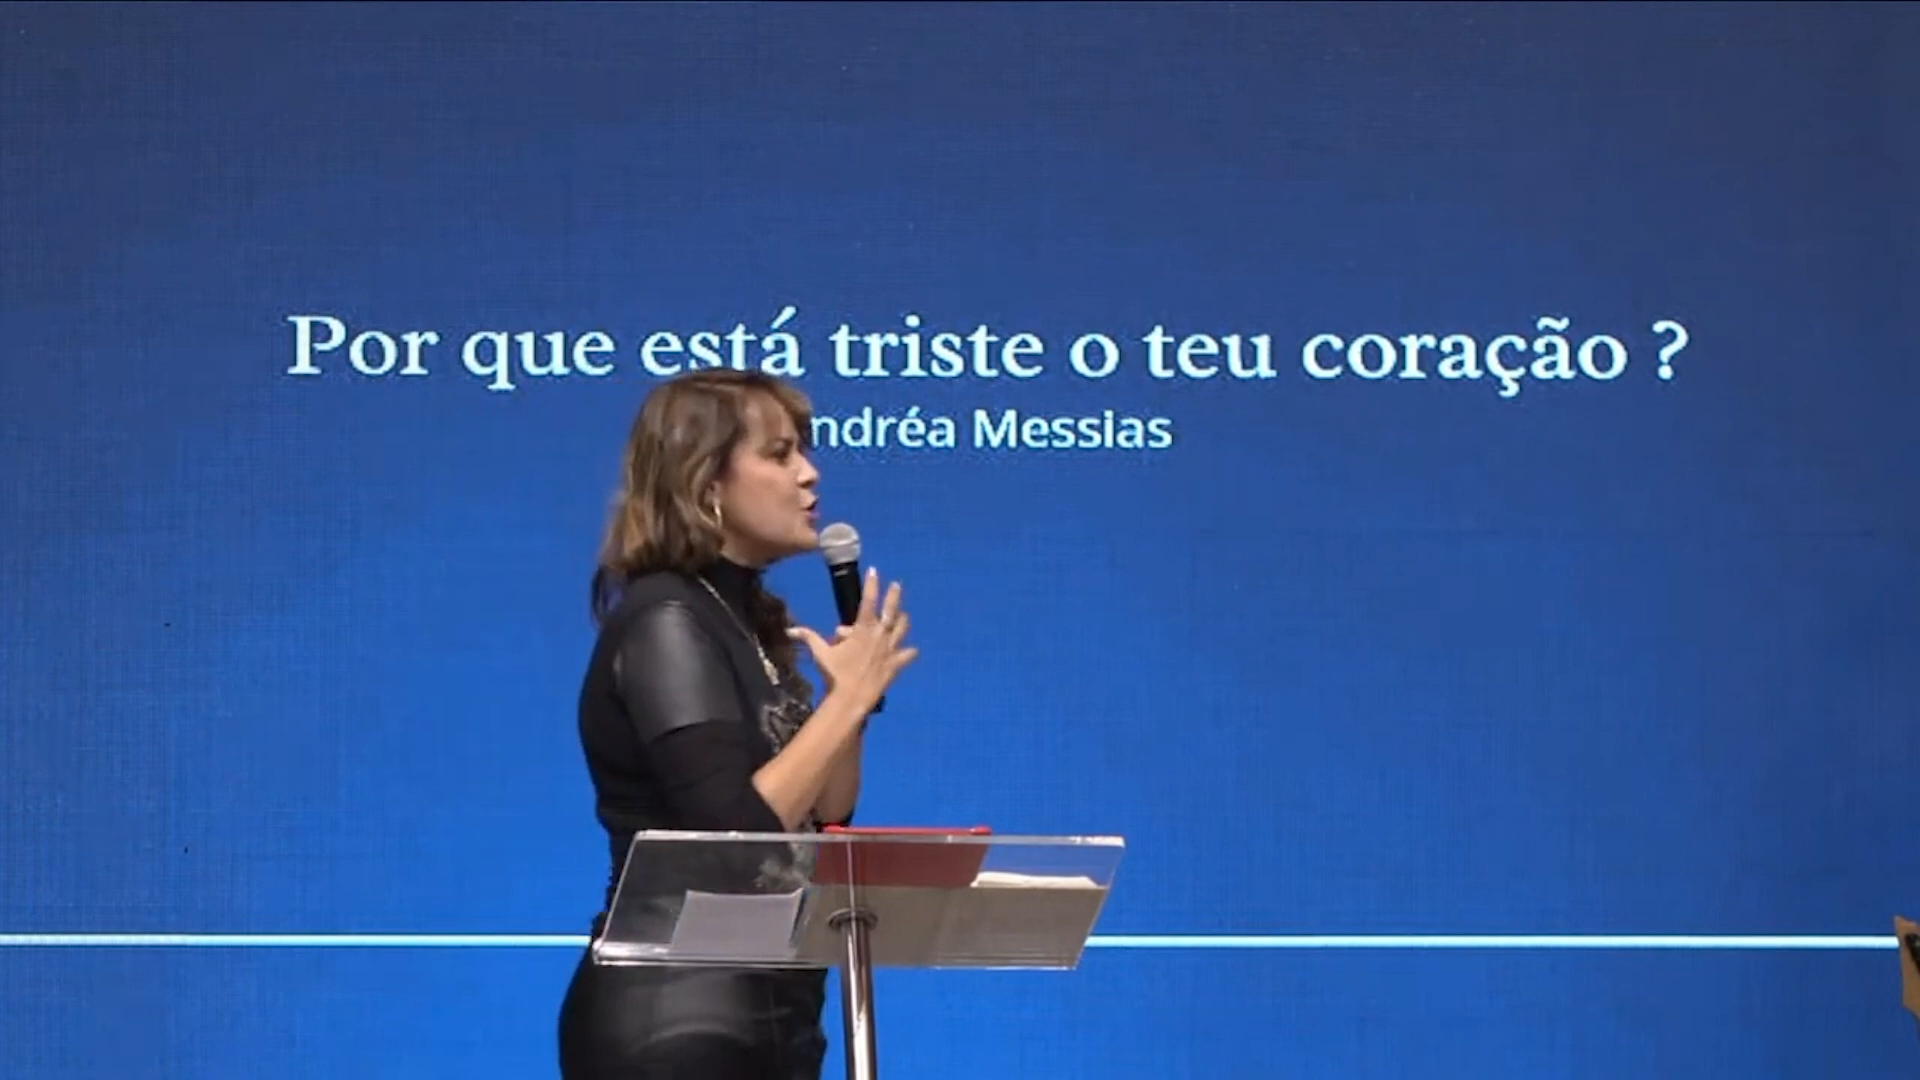 Por que está triste o teu coração ?
ndréa Messias